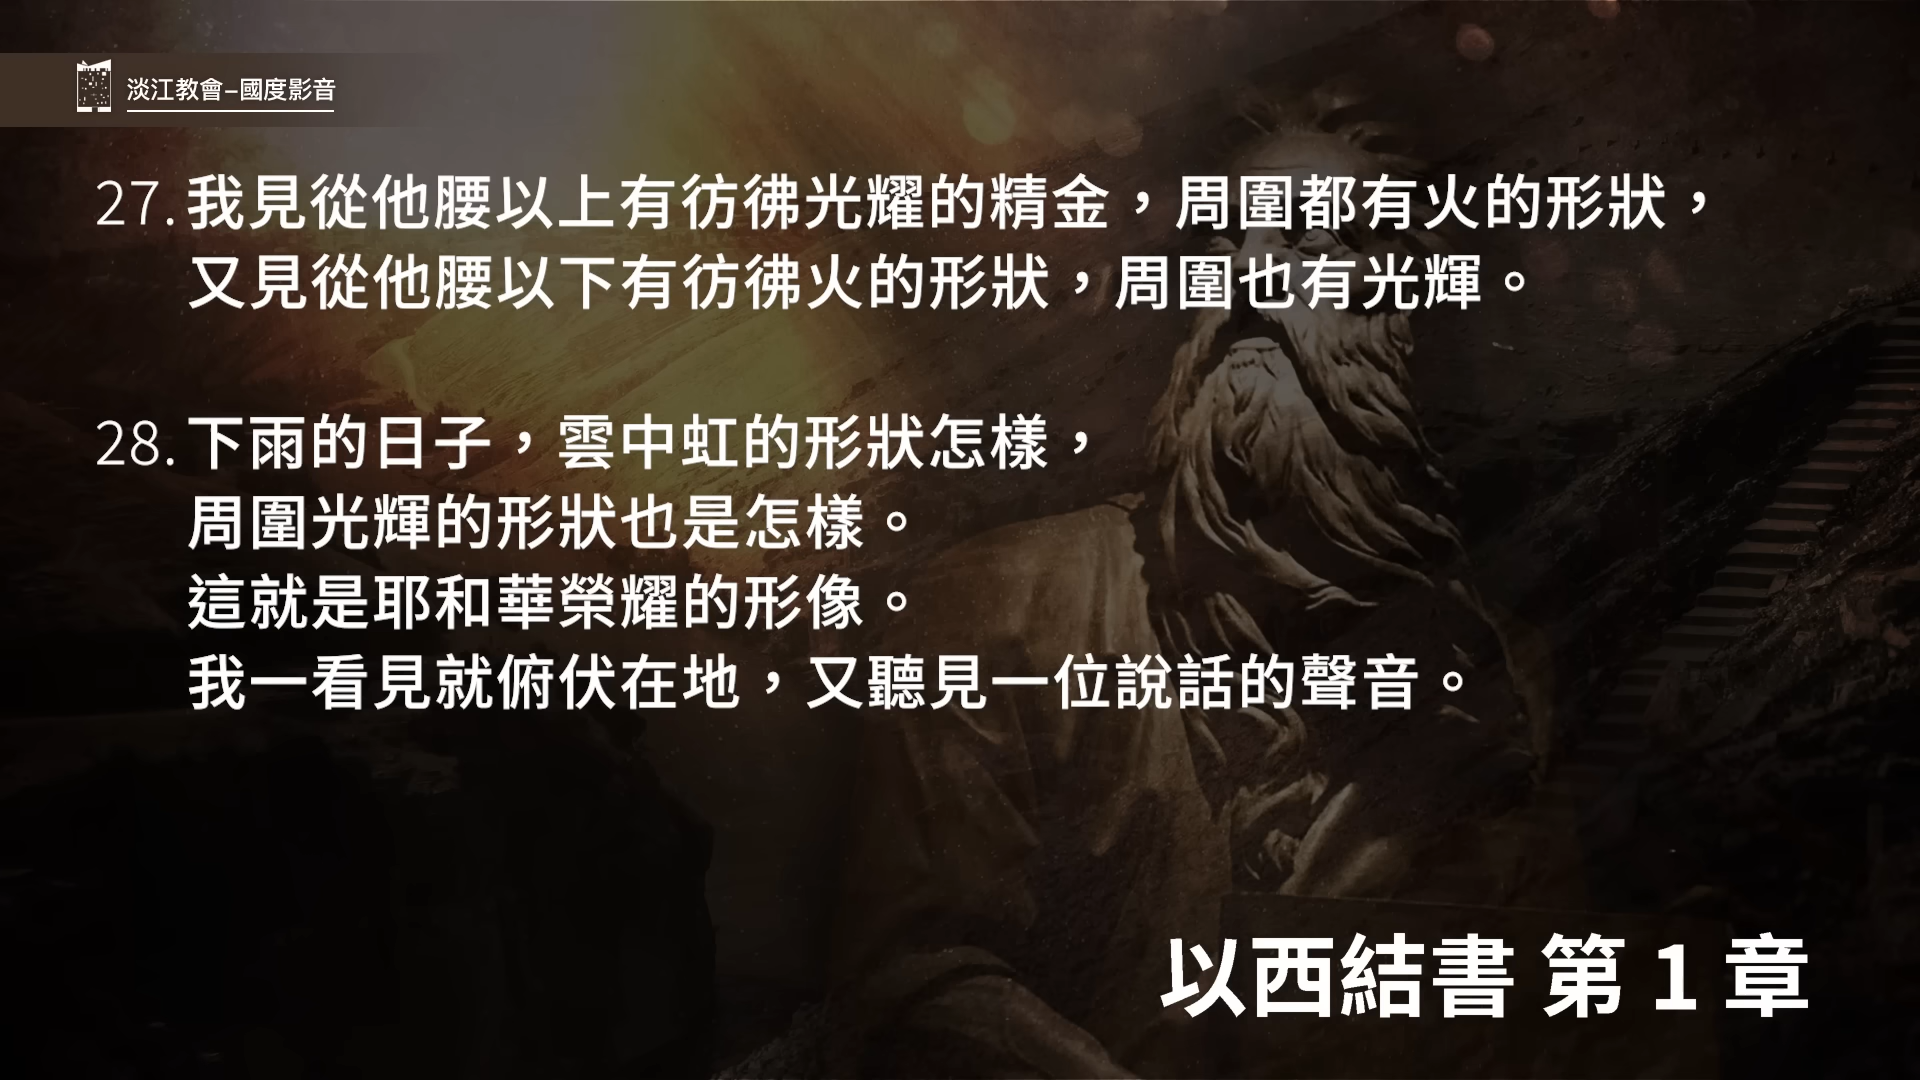 淡江教會–國度影音
27. 我見從他腰以上有彷彿光耀的精金，周圍都有火的形狀，
又見從他腰以下有彷彿火的形狀，周圍也有光輝。
28. 下雨的日子，雲中虹的形狀怎樣，
周圍光輝的形狀也是怎樣。
這就是耶和華榮耀的形像。
我一看見就俯伏在地，又聽見一位說話的聲音。
以西結書 第 1 章